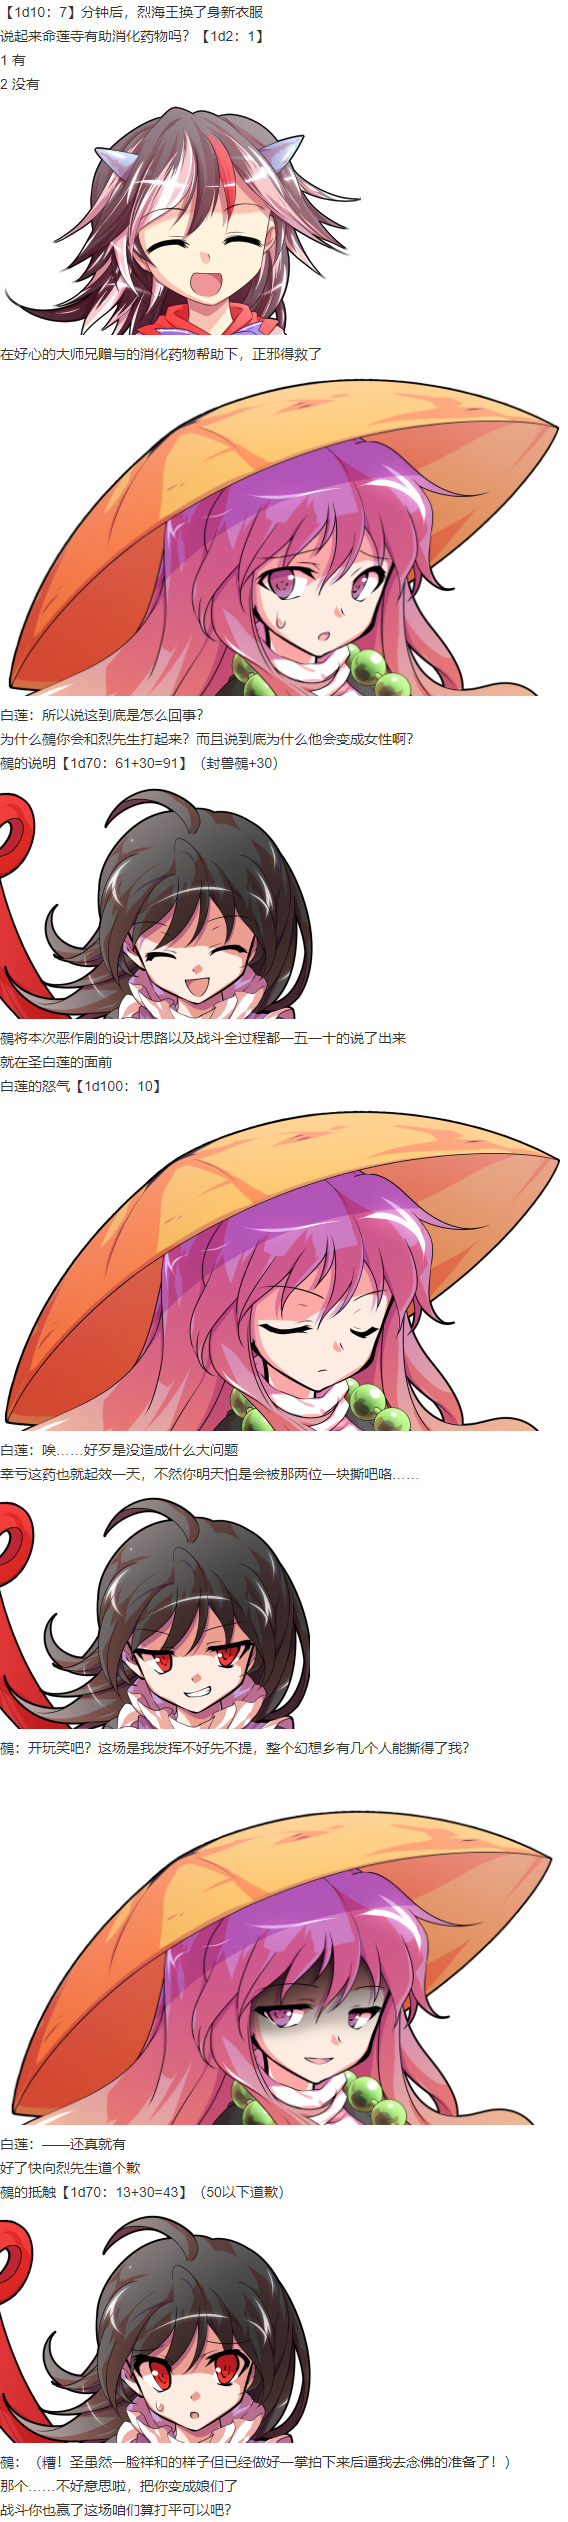 【1d10：7】分钟后，烈海王换了身新衣服
说起来命莲寺有助消化药物吗？【1d2：1】
1 有
2 没有
在好心的大师兄赠与的消化药物帮助下，正邪得救了
白莲：所以说这到底是怎么回事？
为什么鵺你会和烈先生打起来？而且说到底为什么他会变成女性啊？
鵺的说明【1d70：61+30=91】（封兽鵺+30）
鵺将本次恶作剧的设计思路以及战斗全过程都一五一十的说了出来
就在圣白莲的面前
白莲的怒气【1d100：10】
白莲：唉……好歹是没造成什么大问题
幸亏这药也就起效一天，不然你明天怕是会被那两位一块撕吧咯……
鵺：开玩笑吧？这场是我发挥不好先不提，整个幻想乡有几个人能撕得了我？
白莲：——还真就有
好了快向烈先生道个歉
鵺的抵触【1d70：13+30=43】（50以下道歉）
鵺：（糟！圣虽然一脸祥和的样子但已经做好一掌拍下来后逼我去念佛的准备了！）
那个……不好意思啦，把你变成娘们了
战斗你也赢了这场咱们算打平可以吧？